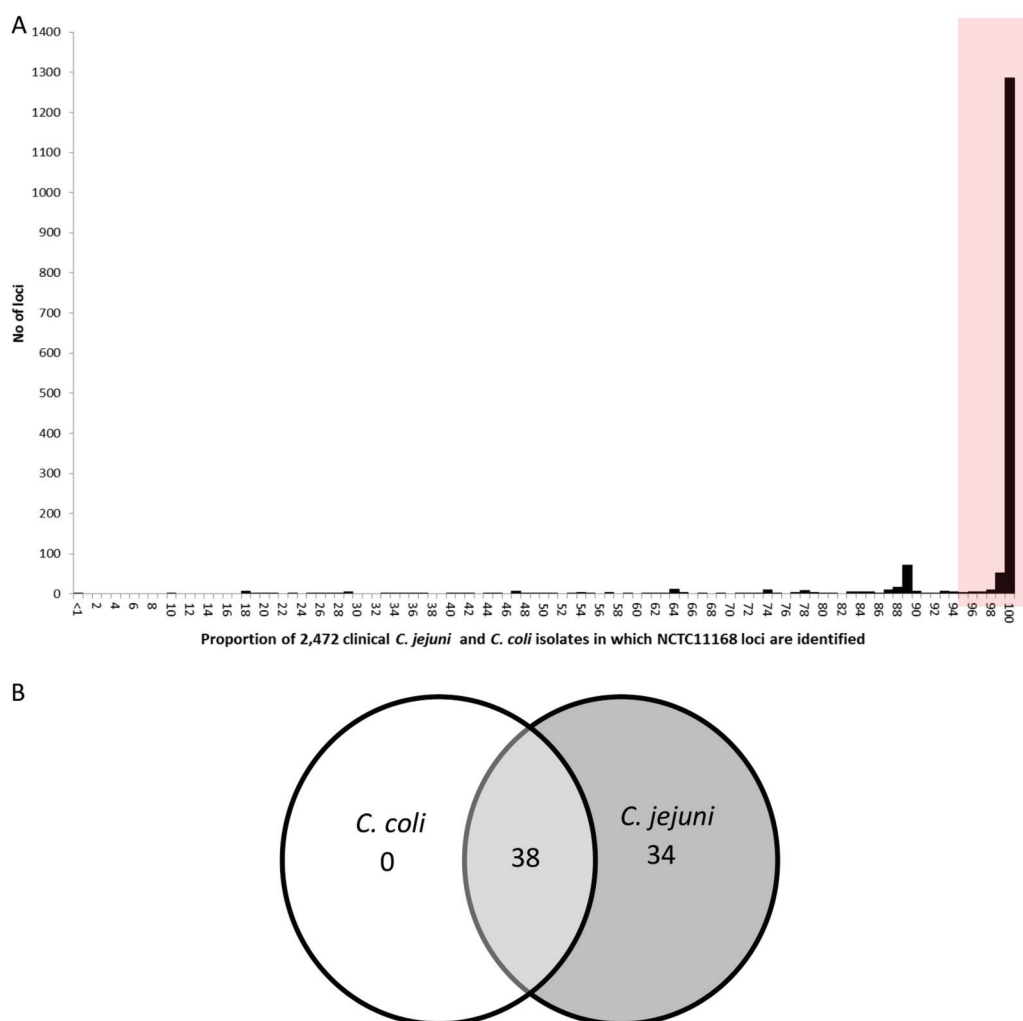 A
1400
1300
1200
1100
1000
900
800
700
600
500
400
300
200
100
0
No of loci
<1 2 4 6 8 10 12 14 16 18 20 22 24 26 28 30 32 34 36 38 40 42 44 46 48 50 52 54 56 58 60 62 64 66 68 70 72 74 76 78 80 82 84 86 88 90 92 94 96 98 100
Proportion of 2,472 clinical C. jejuni and C. coli isolates in which NCTC11168 loci are identified
B
C. coli
0
38
C. jejuni
34